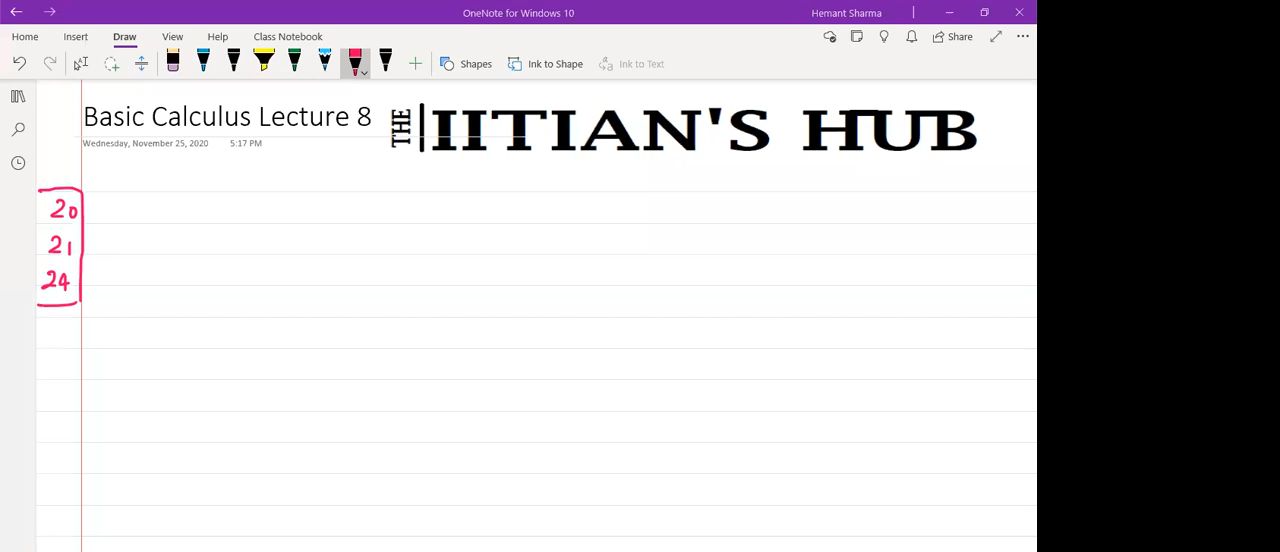 OneNote for Windows 10
Hemant Sharma
Home Insert Draw View Help Class Notebook
Share
Shapes Ink to Shape Ink to Text
Basic Calculus Lecture 8
THE IITIAN'S HUB
Wednesday, November 25, 2020 5:17 PM
20
21
24